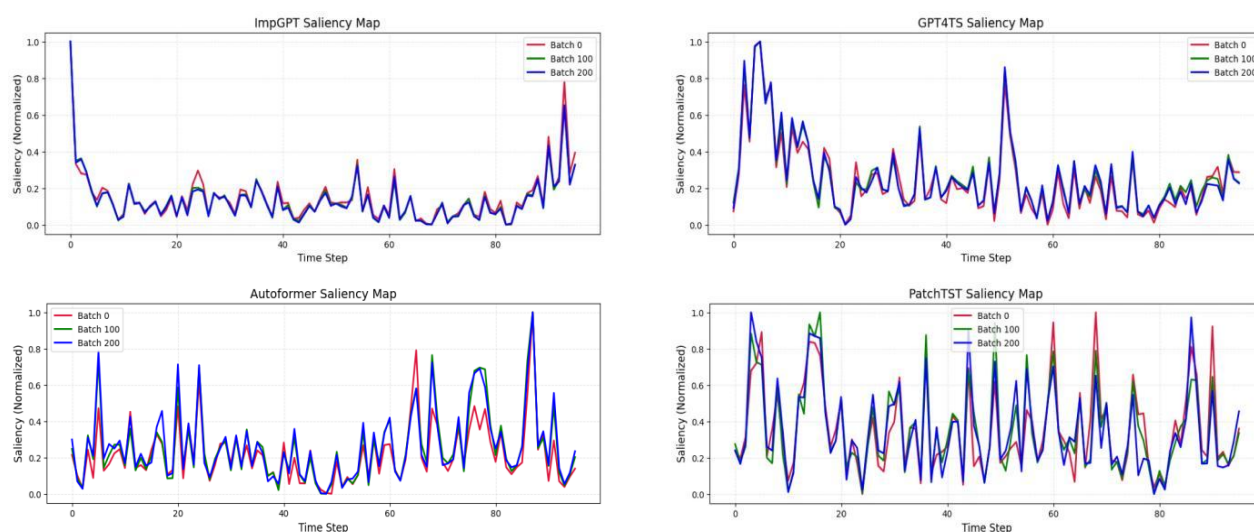 ImpGPT Saliency Map
Saliency (Normalized)
1.0
0.8
0.6
0.4
0.2
0.0
Batch 0
Batch 100
Batch 200
0 20 40 60 80
Time Step
GPT4TS Saliency Map
Saliency (Normalized)
1.0
0.8
0.6
0.4
0.2
0.0
Batch 0
Batch 100
Batch 200
0 20 40 60 80
Time Step
Autoformer Saliency Map
Saliency (Normalized)
1.0
0.8
0.6
0.4
0.2
0.0
Batch 0
Batch 100
Batch 200
0 20 40 60 80
Time Step
PatchTST Saliency Map
Saliency (Normalized)
1.0
0.8
0.6
0.4
0.2
0.0
Batch 0
Batch 100
Batch 200
0 20 40 60 80
Time Step